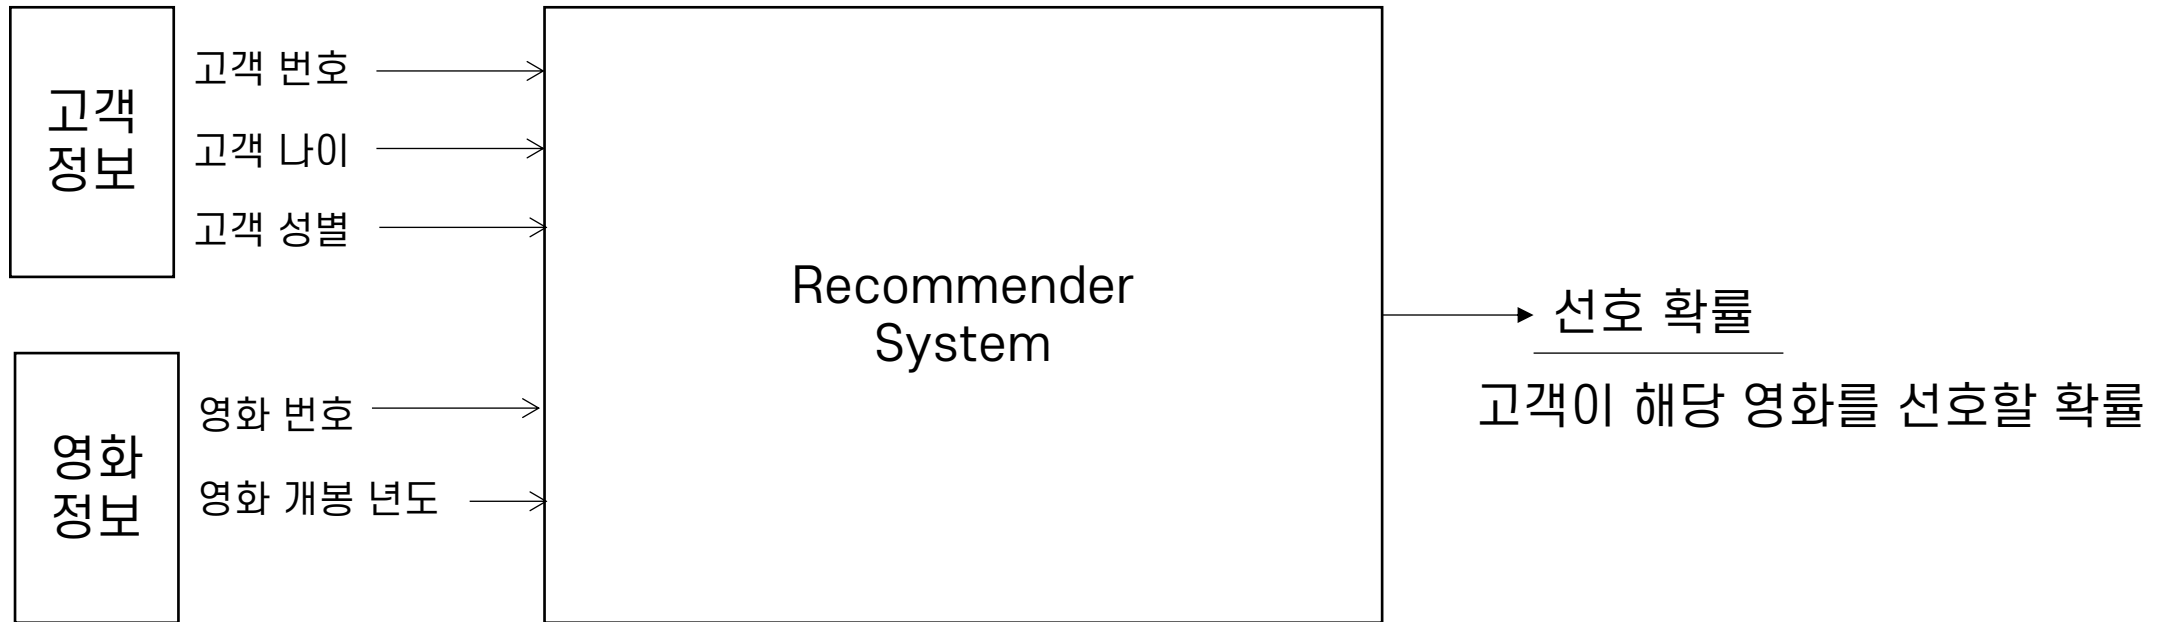 고객
정보
고객 번호
고객 나이
고객 성별
영화
정보
영화 번호
영화 개봉 년도
Recommender
System
선호 확률
고객이 해당 영화를 선호할 확률